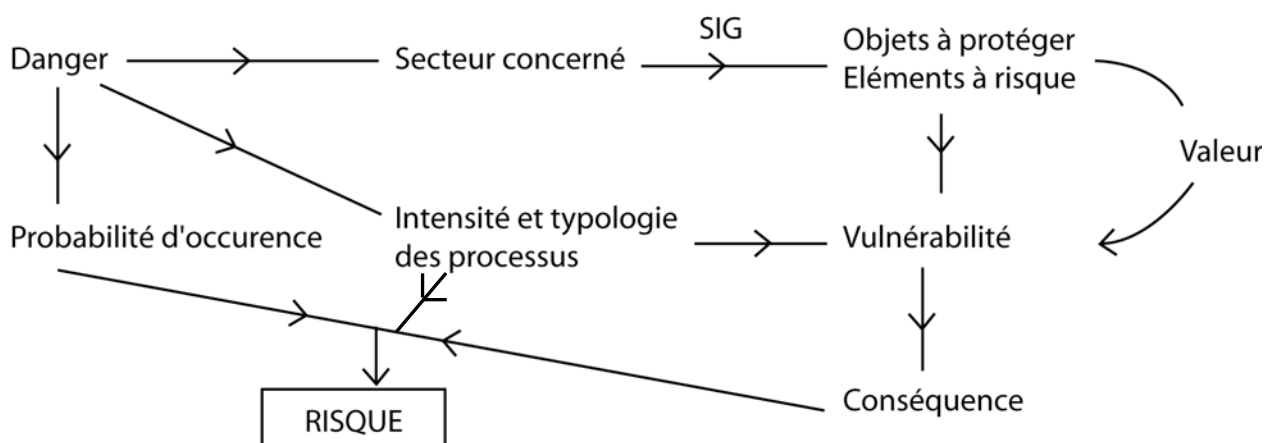 SIG
Danger
Secteur concerné
Objets à protéger
Eléments à risque
Valeur
Probabilité d'occurence
Intensité et typologie
des processus
Vulnérabilité
Conséquence
RISQUE